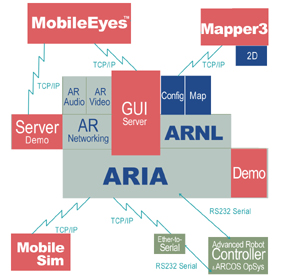 MobileEyes™
Mapper3
2D
TCP/IP
TCP/IP
TCP/IP
AR
Audio
AR
Video
GUI
Server
Config
Map
Server
Demo
AR
Networking
ARNL
ARIA
Demo
TCP/IP
TCP/IP
RS232 Serial
RS232 Serial
Mobile
Sim
Ether-to-
Serial
Advanced Robot
Controller
&ARCOS OpSys